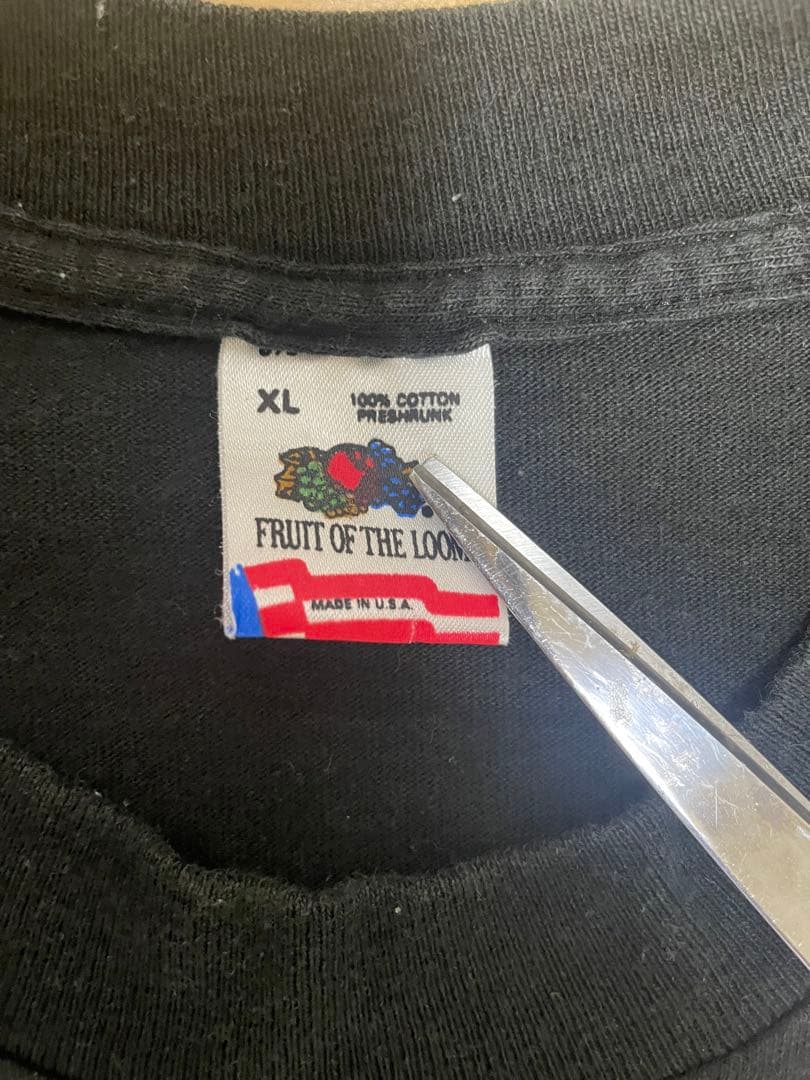 XL
100% COTTON
PRESHRUNK
FRUIT OF THE LOOM
MADE IN U.S.A.